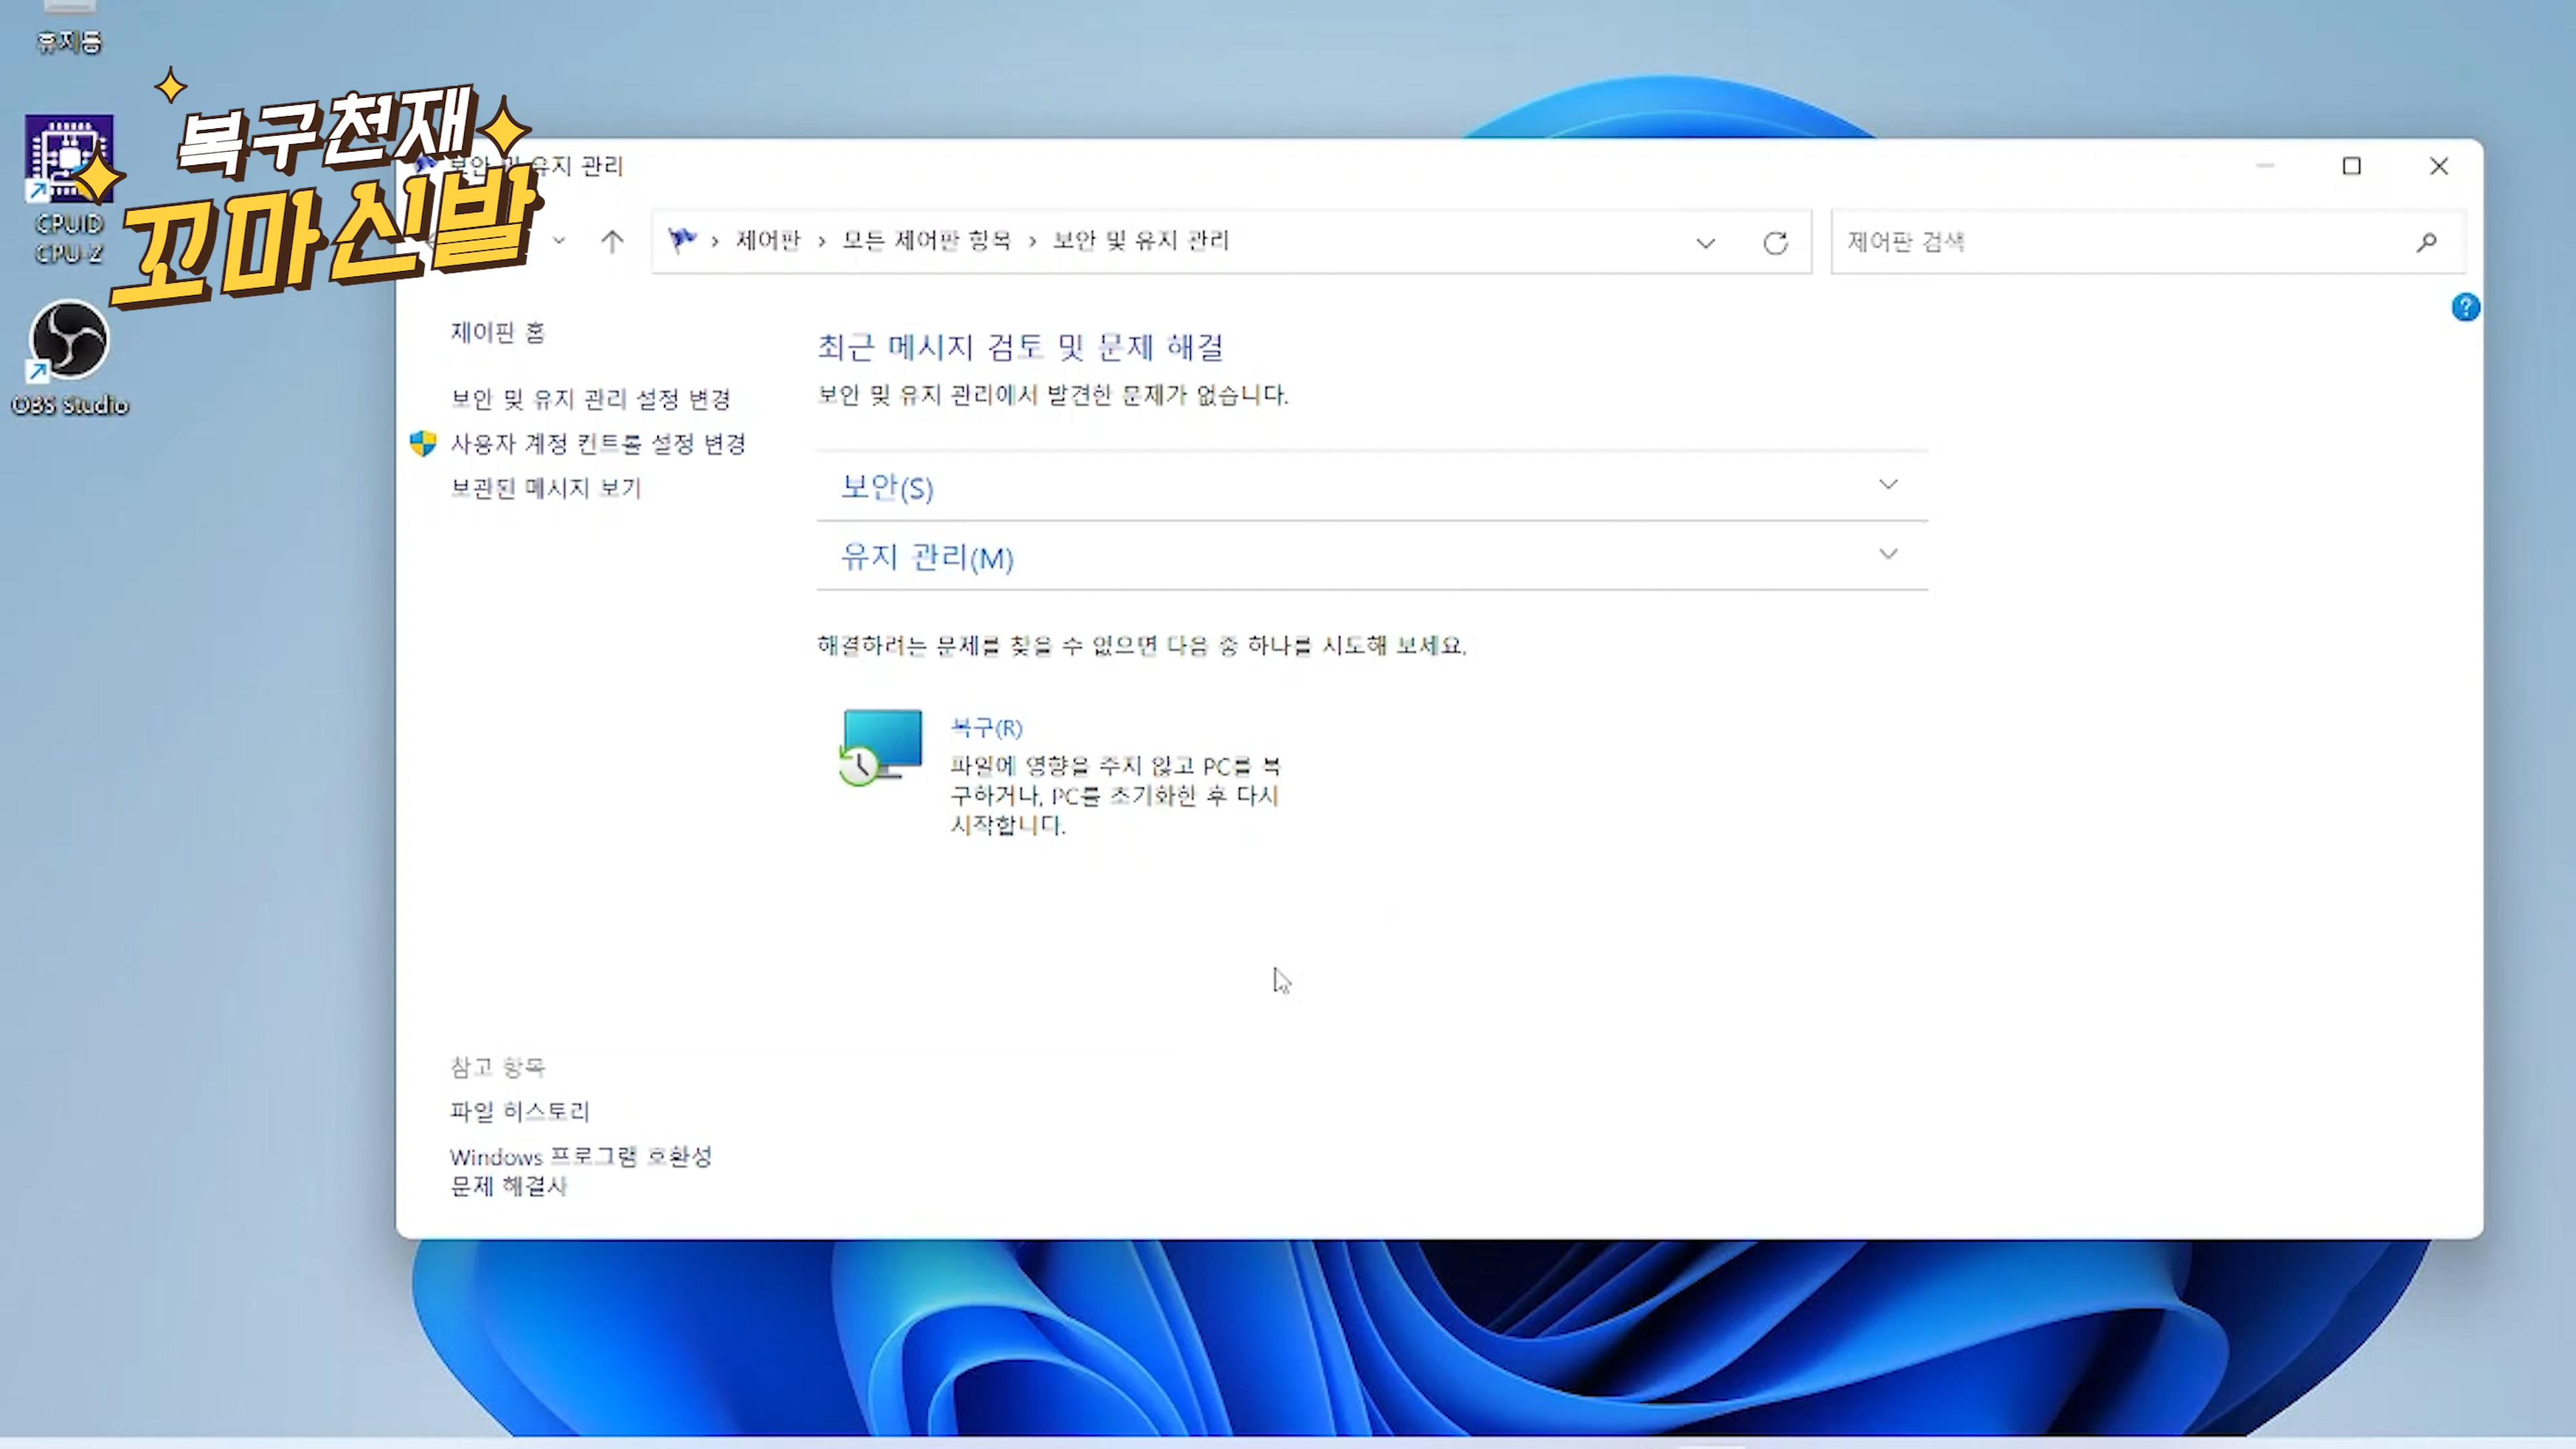 휴지통
복구천재
꼬마신발
CPUID
CPU-Z
OBS Studio
보안 및 유지 관리
제어판 › 모든 제어판 항목 › 보안 및 유지 관리
제어판 검색
제어판 홈
보안 및 유지 관리 설정 변경
사용자 계정 컨트롤 설정 변경
보관된 메시지 보기
최근 메시지 검토 및 문제 해결
보안 및 유지 관리에서 발견한 문제가 없습니다.
보안(S)
유지 관리(M)
해결하려는 문제를 찾을 수 없으면 다음 중 하나를 시도해 보세요.
복구(R)
파일에 영향을 주지 않고 PC를 복
구하거나, PC를 초기화한 후 다시
시작합니다.
참고 항목
파일 히스토리
Windows 프로그램 호환성
문제 해결사